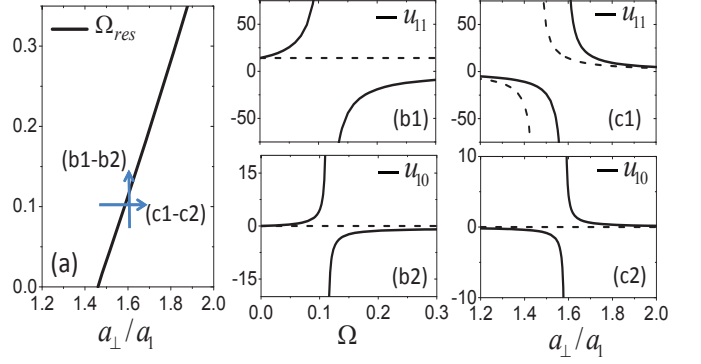 0.3
0.2
0.1
0.0
Ω_res
(b1-b2)
(c1-c2)
(a)
1.2 1.4 1.6 1.8 2.0
a⊥/a₁
50
0
-50
u₁₁
(b1)
15
0
-15
u₁₀
(b2)
0.0 0.1 0.2 0.3
Ω
50
0
-50
u₁₁
(c1)
10
0
-10
u₁₀
(c2)
1.2 1.4 1.6 1.8 2.0
a⊥/a₁